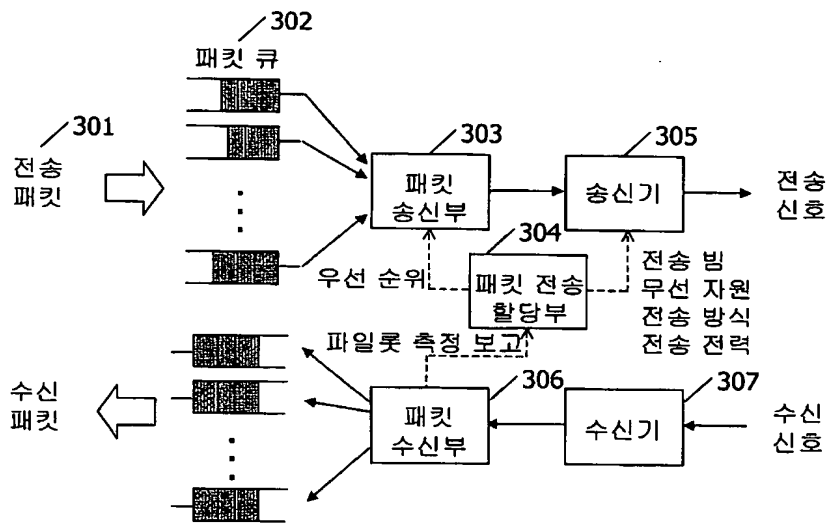 302
패킷 큐
301
전송
패킷
303
패킷
송신부
305
송신기
전송
신호
304
우선 순위
패킷 전송
할당부
전송 빔
무선 자원
전송 방식
전송 전력
파일롯 측정 보고
수신
패킷
306
패킷
수신부
307
수신기
수신
신호